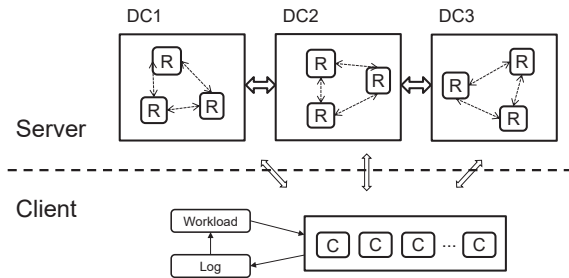 DC1 DC2 DC3
R R R
R R R
R R R
Server
Client
Workload
C C C ... C
Log